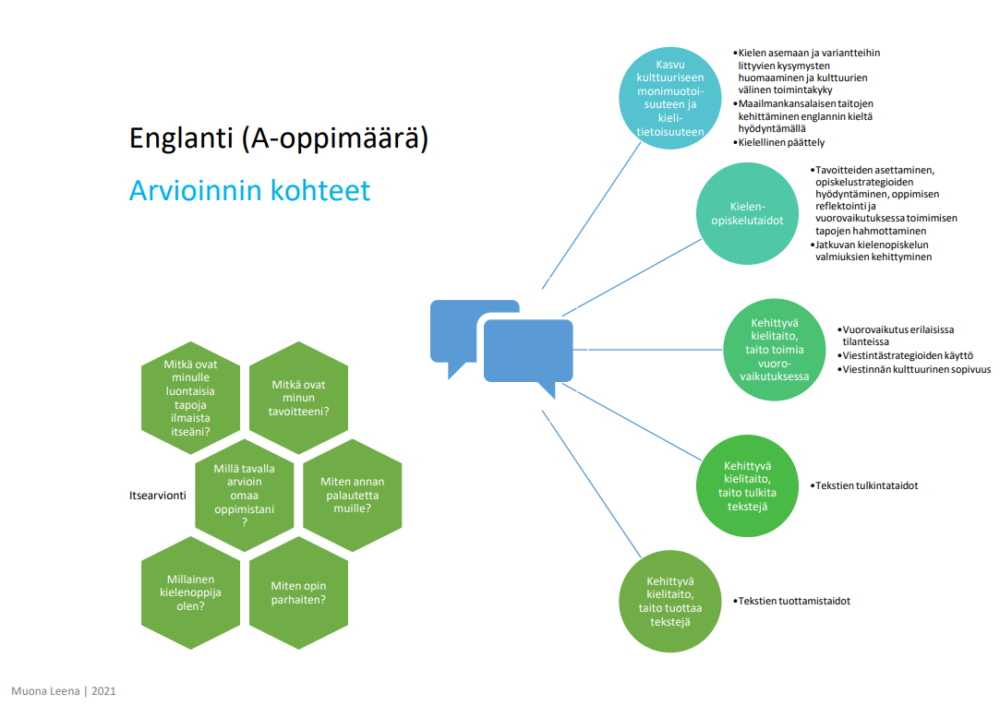 Englanti (A-oppimäärä)
Arvioinnin kohteet
Kasvu
kulttuuriseen
monimuotoi-
suuteen ja
kieli-
tietoisuuteen
•Kielen asemaan ja variantteihin
littyvien kysymysten
huomaaminen ja kulttuurien
välinen toimintakyky
•Maailmankansalaisen taitojen
kehittäminen englannin kieltä
hyödyntämällä
•Kielellinen päättely
Kielen-
opiskelutaidot
•Tavoitteiden asettaminen,
opiskelustrategioiden
hyödyntäminen, oppimisen
reflektointi ja
vuorovaikutuksessa toimimisen
tapojen hahmottaminen
•Jatkuvan kielenopiskelun
valmiuksien kehittyminen
Kehittyvä
kielitaito,
taito toimia
vuoro-
vaikutuksessa
•Vuorovaikutus erilaisissa
tilanteissa
•Viestintästrategioiden käyttö
•Viestinnän kulttuurinen sopivuus
Kehittyvä
kielitaito,
taito tulkita
tekstejä
•Tekstien tulkintataidot
Kehittyvä
kielitaito,
taito tuottaa
tekstejä
•Tekstien tuottamistaidot
Mitkä ovat
minulle
luontaisia
tapoja
ilmaista
itseäni?
Mitkä ovat
minun
tavoitteeni?
Itsearvionti
Millä tavalla
arvioin
omaa
oppimistani
?
Miten annan
palautetta
muille?
Millainen
kielenoppija
olen?
Miten opin
parhaiten?
Muona Leena | 2021